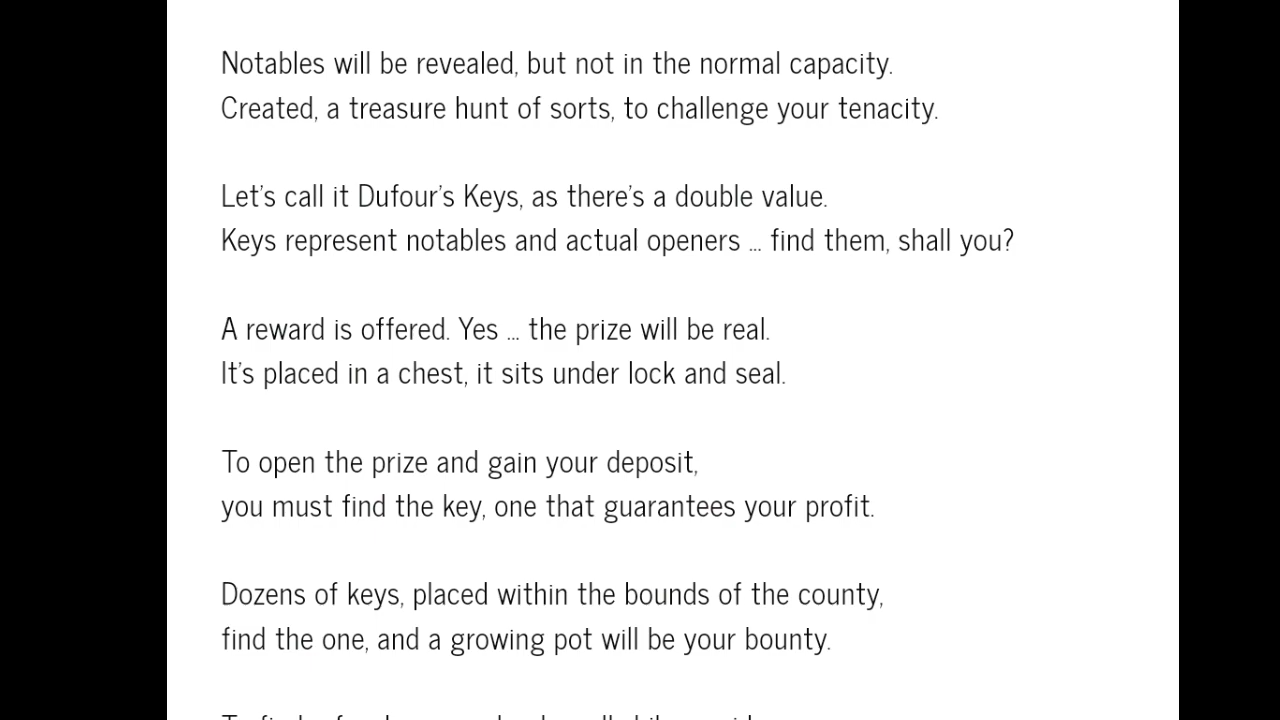 Notables will be revealed, but not in the normal capacity.
Created, a treasure hunt of sorts, to challenge your tenacity.
Let's call it Dufour's Keys, as there's a double value.
Keys represent notables and actual openers ... find them, shall you?
A reward is offered. Yes ... the prize will be real.
It's placed in a chest, it sits under lock and seal.
To open the prize and gain your deposit,
you must find the key, one that guarantees your profit.
Dozens of keys, placed within the bounds of the county,
find the one, and a growing pot will be your bounty.